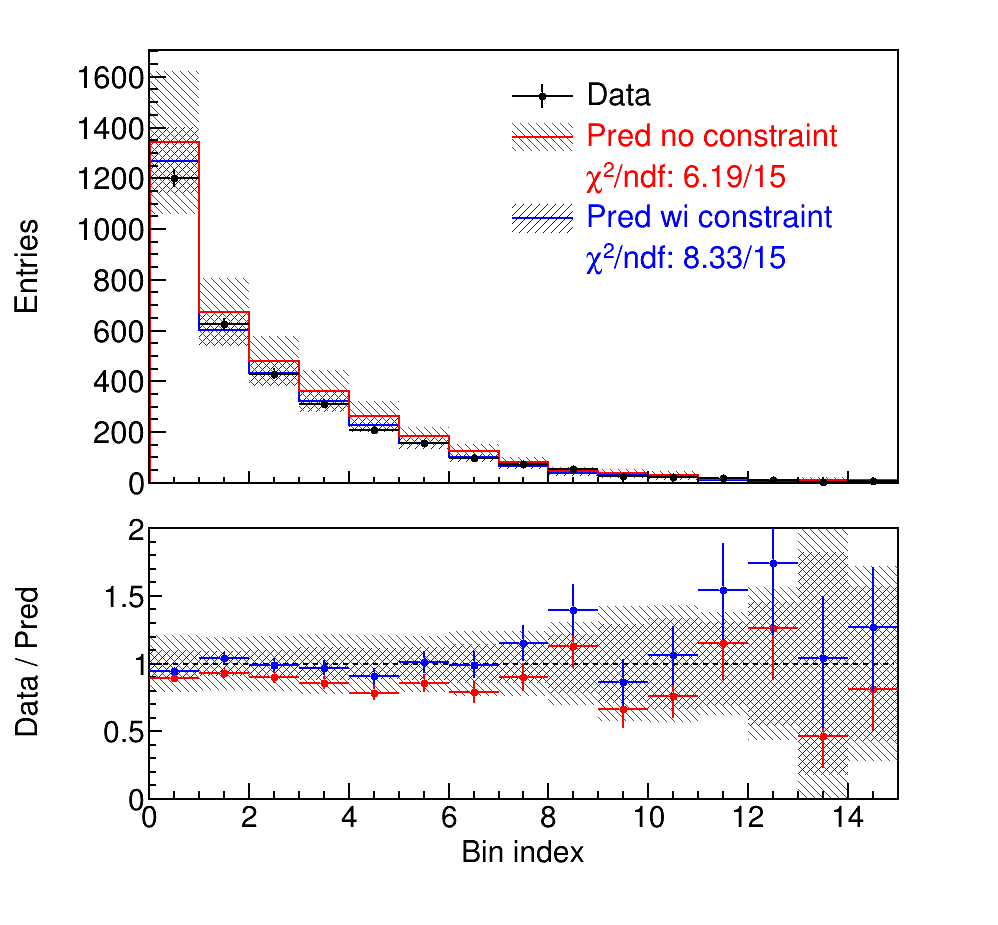 Entries
1600
1400
1200
1000
800
600
400
200
0
Data
Pred no constraint
χ²/ndf: 6.19/15
Pred wi constraint
χ²/ndf: 8.33/15
Data / Pred
2
1.5
1
0.5
0
0 2 4 6 8 10 12 14
Bin index